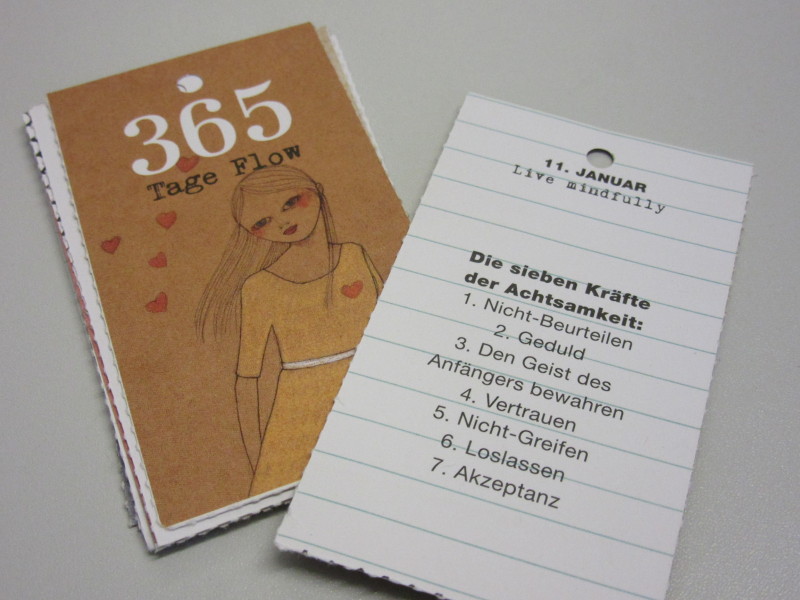 365
Tage Flow
11. JANUAR
Live mindfully
Die sieben Kräfte
der Achtsamkeit:
1. Nicht-Beurteilen
2. Geduld
3. Den Geist des
Anfängers bewahren
4. Vertrauen
5. Nicht-Greifen
6. Loslassen
7. Akzeptanz